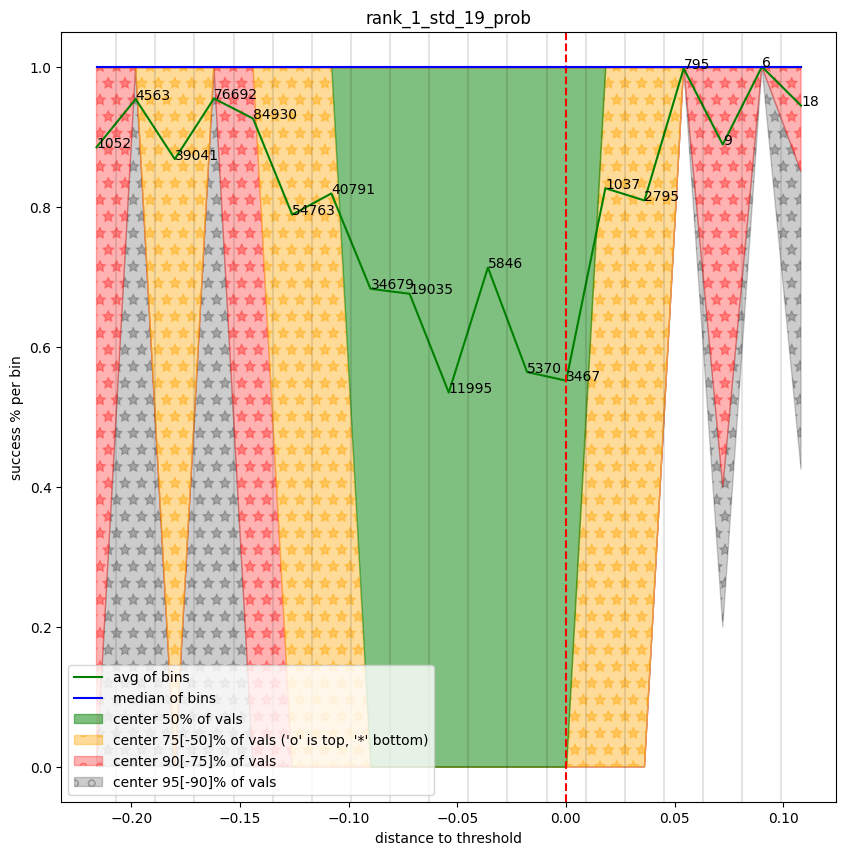 rank_1_std_19_prob
success % per bin
1.0
0.8
0.6
0.4
0.2
0.0
1052
4563
39041
76692
84930
54763
40791
34679
19035
11995
5846
5370
3467
1037
2795
795
9
6
18
avg of bins
median of bins
center 50% of vals
center 75[-50]% of vals ('o' is top, '*' bottom)
center 90[-75]% of vals
center 95[-90]% of vals
−0.20 −0.15 −0.10 −0.05 0.00 0.05 0.10
distance to threshold